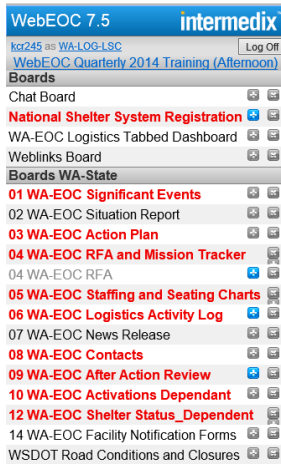 WebEOC 7.5 intermedix
kcr245 as WA-LOG-LSC Log Off
WebEOC Quarterly 2014 Training (Afternoon)
Boards
Chat Board
National Shelter System Registration
WA-EOC Logistics Tabbed Dashboard
Weblinks Board
Boards WA-State
01 WA-EOC Significant Events
02 WA-EOC Situation Report
03 WA-EOC Action Plan
04 WA-EOC RFA and Mission Tracker
04 WA-EOC RFA
05 WA-EOC Staffing and Seating Charts
06 WA-EOC Logistics Activity Log
07 WA-EOC News Release
08 WA-EOC Contacts
09 WA-EOC After Action Review
10 WA-EOC Activations Dependant
12 WA-EOC Shelter Status_Dependent
14 WA-EOC Facility Notification Forms
WSDOT Road Conditions and Closures